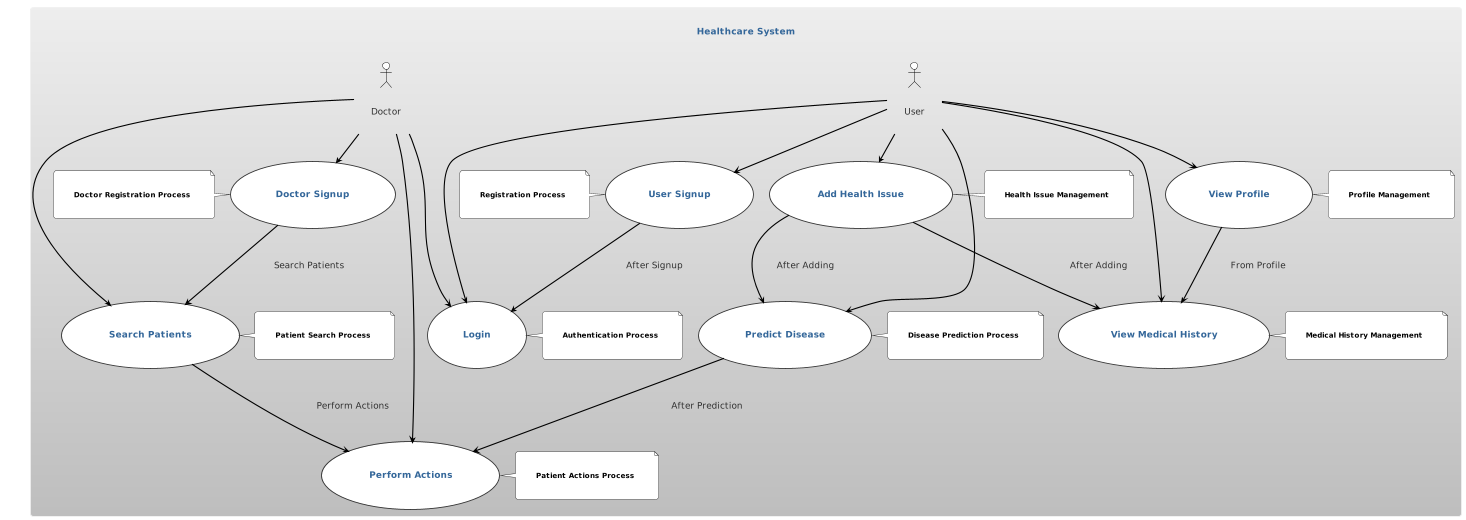 Healthcare System
Doctor
User
Doctor Registration Process
Doctor Signup
Registration Process
User Signup
Add Health Issue
Health Issue Management
View Profile
Profile Management
Search Patients
After Signup
After Adding
After Adding
From Profile
Search Patients
Patient Search Process
Login
Authentication Process
Predict Disease
Disease Prediction Process
View Medical History
Medical History Management
Perform Actions
After Prediction
Perform Actions
Patient Actions Process